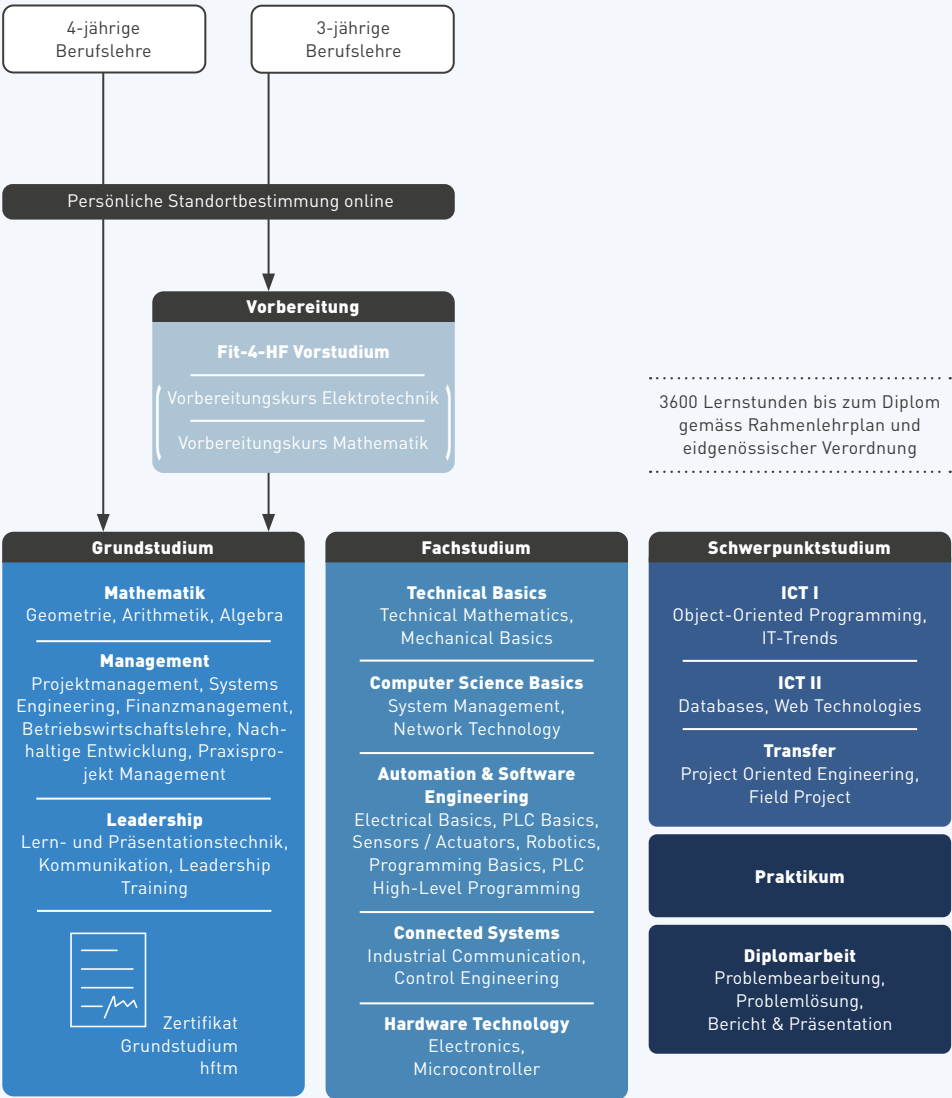 4-jährige
Berufslehre
3-jährige
Berufslehre
Persönliche Standortbestimmung online
Vorbereitung
Fit-4-HF Vorstudium
Vorbereitungskurs Elektrotechnik
Vorbereitungskurs Mathematik
3600 Lernstunden bis zum Diplom
gemäss Rahmenlehrplan und
eidgenössischer Verordnung
Grundstudium
Mathematik
Geometrie, Arithmetik, Algebra
Management
Projektmanagement, Systems
Engineering, Finanzmanagement,
Betriebswirtschaftslehre, Nach-
haltige Entwicklung, Praxispro-
jekt Management
Leadership
Lern- und Präsentationstechnik,
Kommunikation, Leadership
Training
Zertifikat
Grundstudium
hftm
Fachstudium
Technical Basics
Technical Mathematics,
Mechanical Basics
Computer Science Basics
System Management,
Network Technology
Automation & Software
Engineering
Electrical Basics, PLC Basics,
Sensors / Actuators, Robotics,
Programming Basics, PLC
High-Level Programming
Connected Systems
Industrial Communication,
Control Engineering
Hardware Technology
Electronics,
Microcontroller
Schwerpunktstudium
ICT I
Object-Oriented Programming,
IT-Trends
ICT II
Databases, Web Technologies
Transfer
Project Oriented Engineering,
Field Project
Praktikum
Diplomarbeit
Problembearbeitung,
Problemlösung,
Bericht & Präsentation